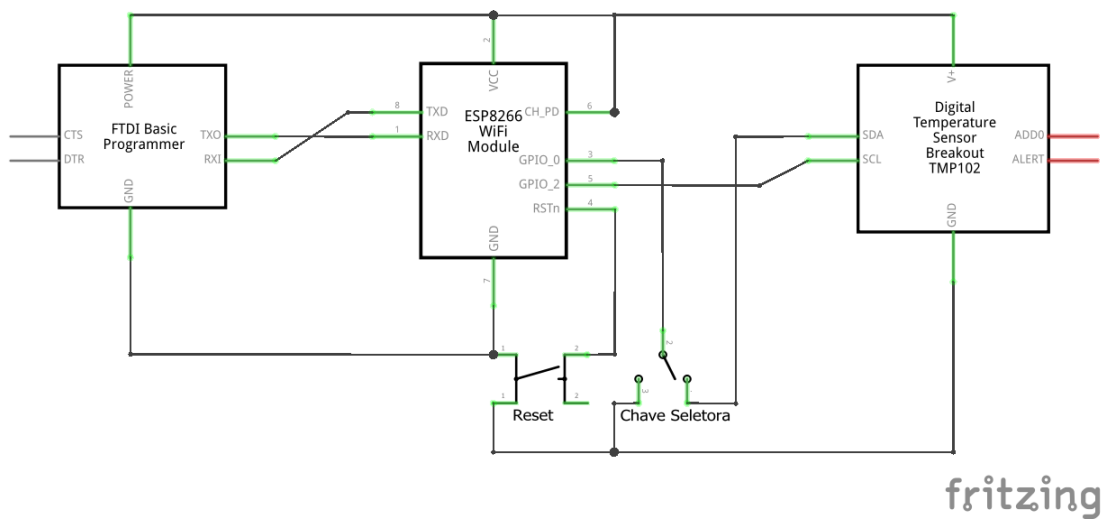 POWER
FTDI Basic
Programmer
CTS
DTR
TXO
RXI
GND
2
VCC
ESP8266
WiFi
Module
8
TXD
1
RXD
CH_PD
6
GPIO_0
3
GPIO_2
5
RSTn
4
GND
7
V+
Digital
Temperature
Sensor
Breakout
TMP102
SDA
SCL
ADD0
ALERT
GND
1
2
1
2
Reset
2
3
Chave Seletora
fritzing